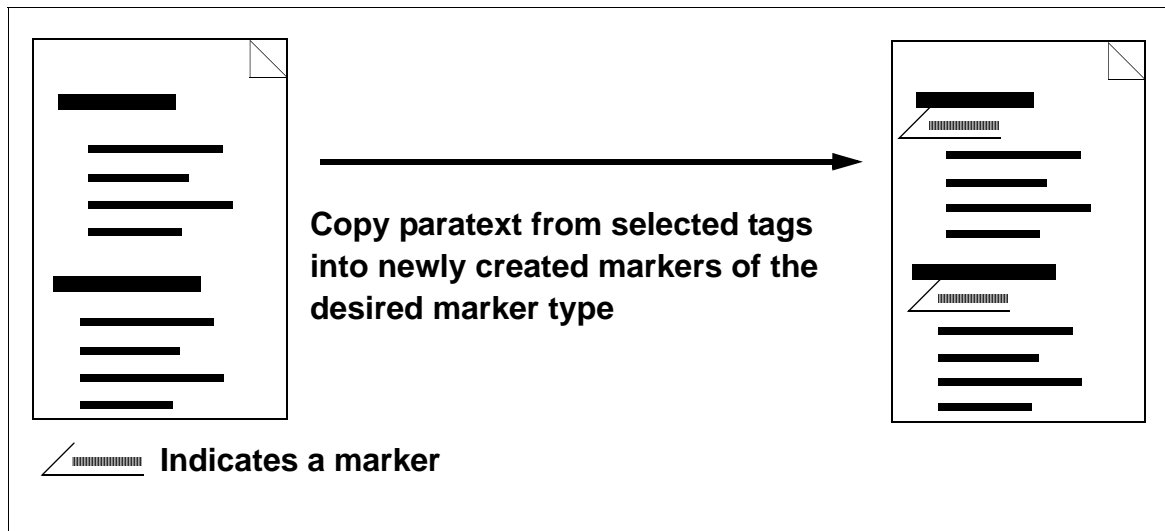 Copy paratext from selected tags
into newly created markers of the
desired marker type
Indicates a marker